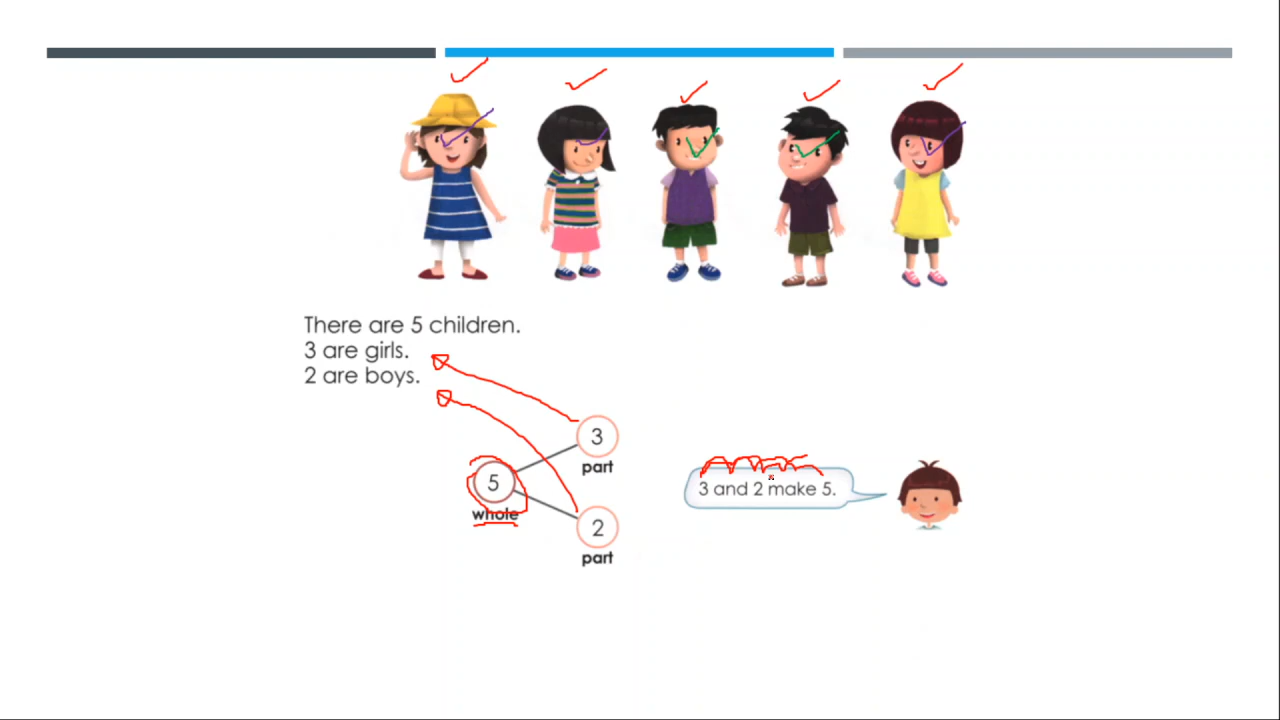 There are 5 children.
3 are girls.
2 are boys.
3
part
5
whole
2
part
3 and 2 make 5.